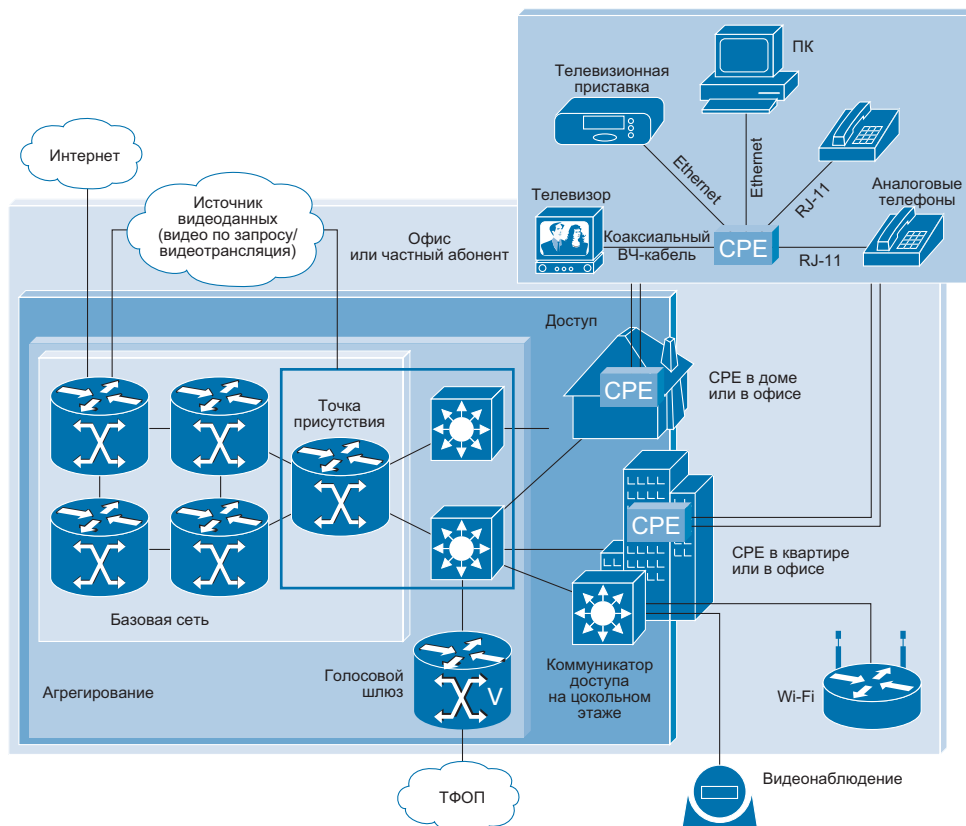 ПК
Телевизионная
приставка
Интернет
Ethernet
Ethernet
RJ-11
Источник
видеоданных
(видео по запросу/
видеотрансляция)
Офис
или частный абонент
Телевизор
Коаксиальный
ВЧ-кабель
CPE
RJ-11
Аналоговые
телефоны
Доступ
CPE
CPE в доме
или в офисе
Точка
присутствия
CPE
CPE в квартире
или в офисе
Базовая сеть
Агрегирование
Голосовой
шлюз
V
Коммуникатор
доступа
на цокольном
этаже
Wi-Fi
ТФОП
Видеонаблюдение